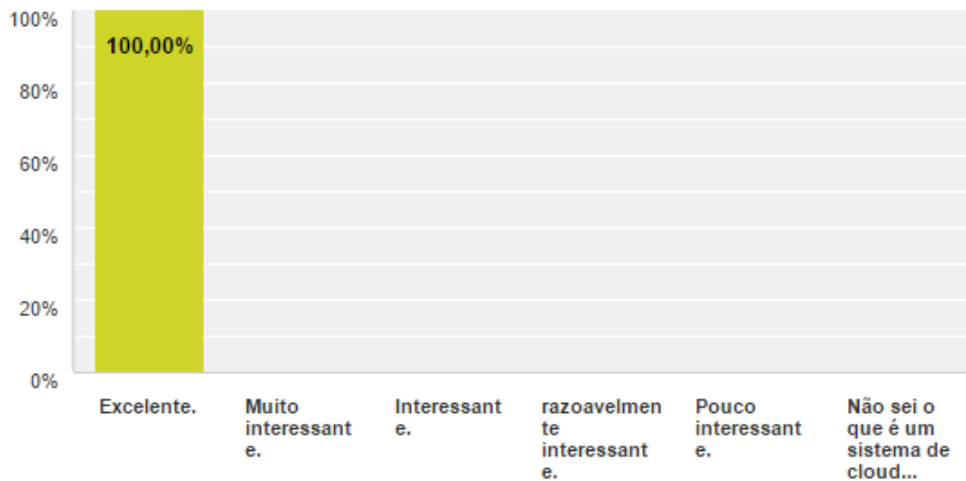 100%
100,00%
80%
60%
40%
20%
0%
Excelente.
Muito
interessant
e.
Interessant
e.
razoavelmen
te
interessant
e.
Pouco
interessant
e.
Não sei o
que é um
sistema de
cloud...